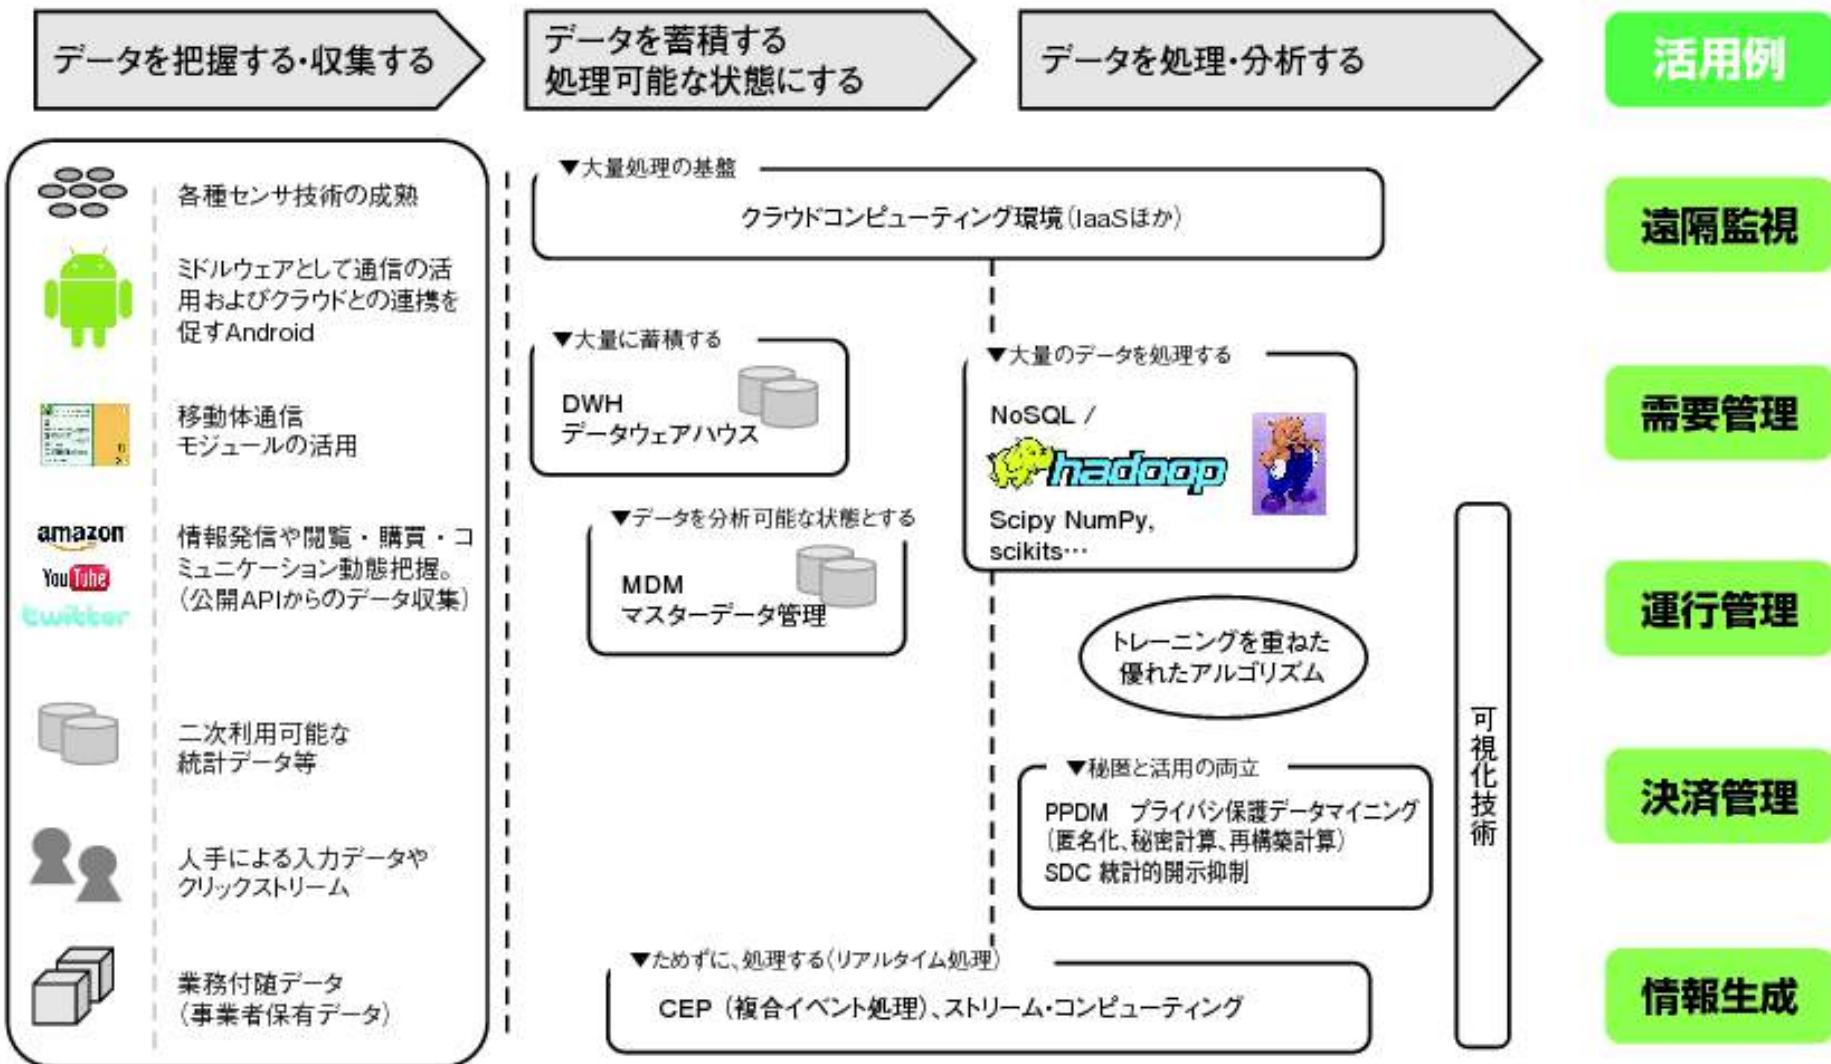 データを把握する・収集する
データを蓄積する
処理可能な状態にする
データを処理・分析する
活用例
各種センサ技術の成熟
ミドルウェアとして通信の活
用およびクラウドとの連携を
促すAndroid
移動体通信
モジュールの活用
amazon
You Tube
twitter
情報発信や閲覧・購買・コ
ミュニケーション動態把握。
（公開APIからのデータ収集）
二次利用可能な
統計データ等
人手による入力データや
クリックストリーム
業務付随データ
（事業者保有データ）
▼大量処理の基盤
クラウドコンピューティング環境（IaaSほか）
▼大量に蓄積する
DWH
データウェアハウス
▼データを分析可能な状態とする
MDM
マスターデータ管理
▼大量のデータを処理する
NoSQL /
hadoop
Scipy NumPy,
scikits…
トレーニングを重ねた
優れたアルゴリズム
▼秘匿と活用の両立
PPDM　プライバシ保護データマイニング
（匿名化、秘密計算、再構築計算）
SDC 統計的開示抑制
▼ためずに、処理する（リアルタイム処理）
CEP（複合イベント処理）、ストリーム・コンピューティング
可視化技術
遠隔監視
需要管理
運行管理
決済管理
情報生成